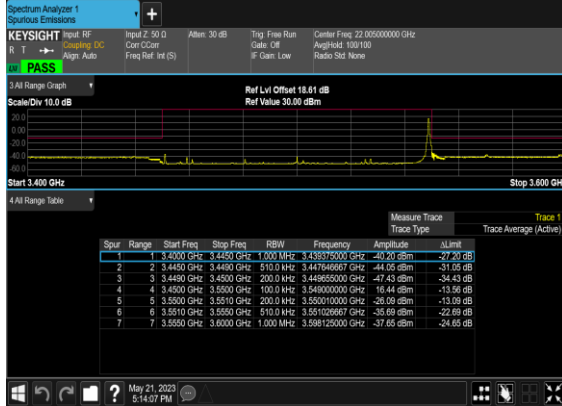 Spectrum Analyzer 1
Spurious Emissions
+
KEYSIGHT Input: RF Input Z: 50 Ω Atten: 30 dB Trig: Free Run Center Freq: 22.005000000 GHz
R T Coupling: DC Corr CCorr Gate: Off Avg|Hold: 100/100
Align: Auto Freq Ref: Int (S) IF Gain: Low Radio Std: None
PASS
3 All Range Graph
Ref Lvl Offset 18.61 dB
Scale/Div 10.0 dB Ref Value 30.00 dBm
20.0
0.00
-20.0
-40.0
-60.0
Start 3.400 GHz Stop 3.600 GH
4 All Range Table
Measure Trace Trace 1
Trace Type Trace Average (Active)
Spur Range Start Freq Stop Freq RBW Frequency Amplitude ΔLimit
1 1 3.4000 GHz 3.4450 GHz 1.000 MHz 3.439375000 GHz -40.20 dBm -27.20 dB
2 2 3.4450 GHz 3.4490 GHz 510.0 kHz 3.447646667 GHz -44.05 dBm -31.05 dB
3 3 3.4490 GHz 3.4500 GHz 200.0 kHz 3.449655000 GHz -47.43 dBm -34.43 dB
4 4 3.4500 GHz 3.5500 GHz 100.0 kHz 3.549000000 GHz 16.44 dBm -13.56 dB
5 5 3.5500 GHz 3.5510 GHz 200.0 kHz 3.550010000 GHz -26.09 dBm -13.09 dB
6 6 3.5510 GHz 3.5550 GHz 510.0 kHz 3.551026667 GHz -35.69 dBm -22.69 dB
7 7 3.5550 GHz 3.6000 GHz 1.000 MHz 3.598125000 GHz -37.65 dBm -24.65 dB
? May 21, 2023
5:14:07 PM